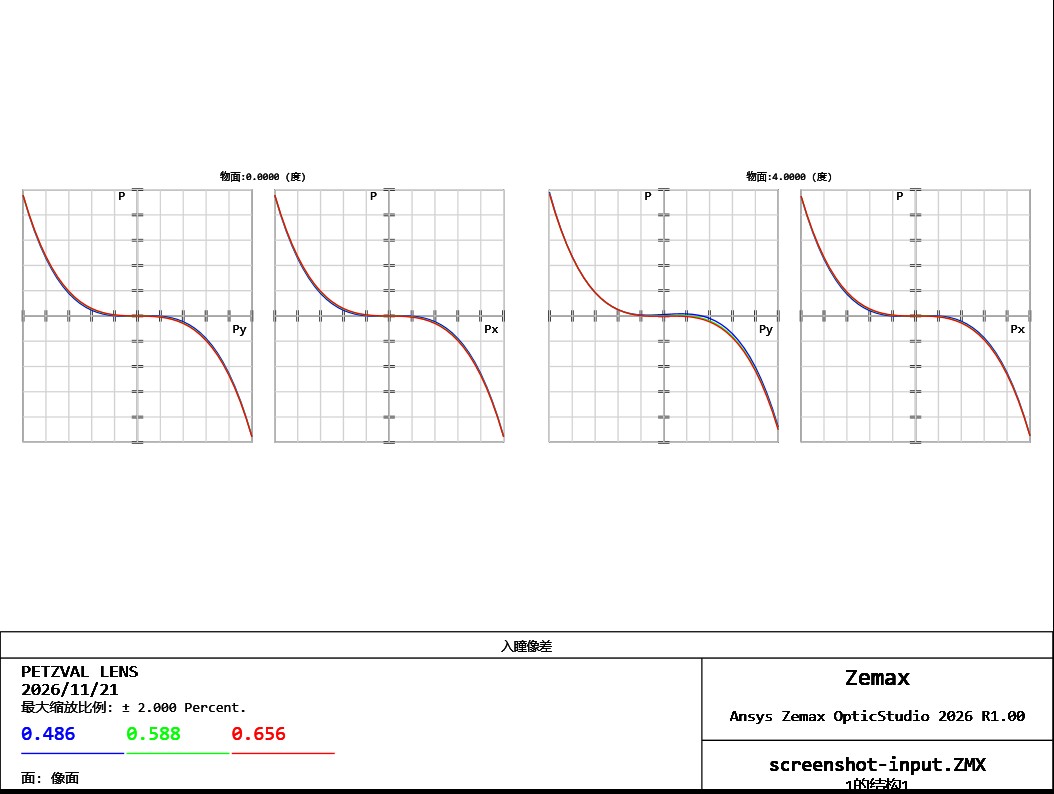 物面:0.0000 (度)
物面:4.0000 (度)
P
P
P
P
Py
Px
Py
Px
入瞳像差
PETZVAL LENS
2026/11/21
最大缩放比例: ± 2.000 Percent.
0.486 0.588 0.656
面: 像面
Zemax
Ansys Zemax OpticStudio 2026 R1.00
screenshot-input.ZMX
1的结构1